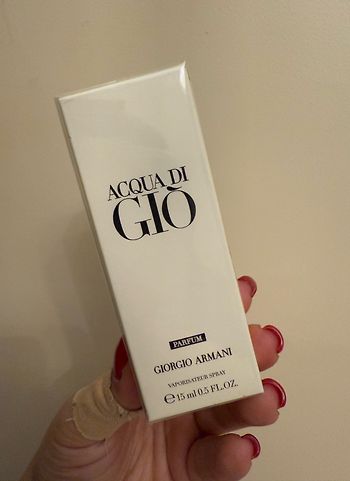 ACQUA DI
GIÒ
PARFUM
GIORGIO ARMANI
VAPORISATEUR SPRAY
℮ 15 ml 0.5 FL.OZ.